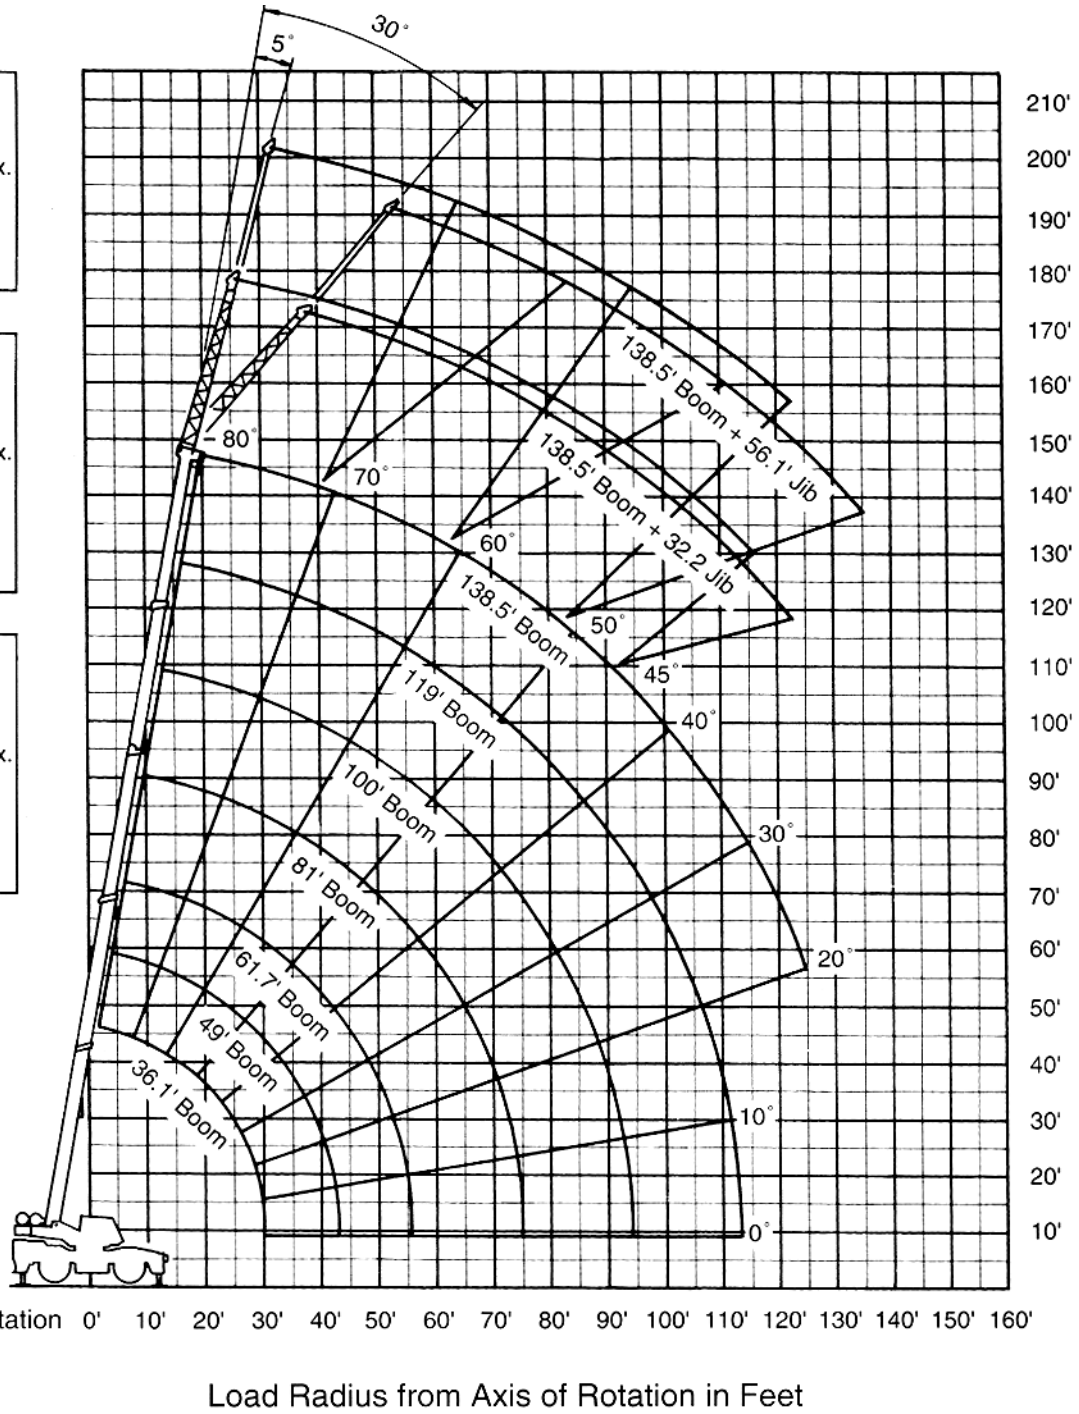 30°
5°
210'
200'
x.
190'
180'
170'
138.5' Boom + 56.1' Jib
160'
80°
150'
x.
138.5' Boom + 32.2 Jib
70°
140'
60°
130'
138.5' Boom
50°
120'
45°
110'
119' Boom
40°
100'
x.
100' Boom
90'
30°
80'
81' Boom
70'
61.7' Boom
20°
60'
50'
49' Boom
40'
36.1' Boom
10°
30'
20'
0°
10'
tation 0' 10' 20' 30' 40' 50' 60' 70' 80' 90' 100' 110' 120' 130' 140' 150' 160'
Load Radius from Axis of Rotation in Feet